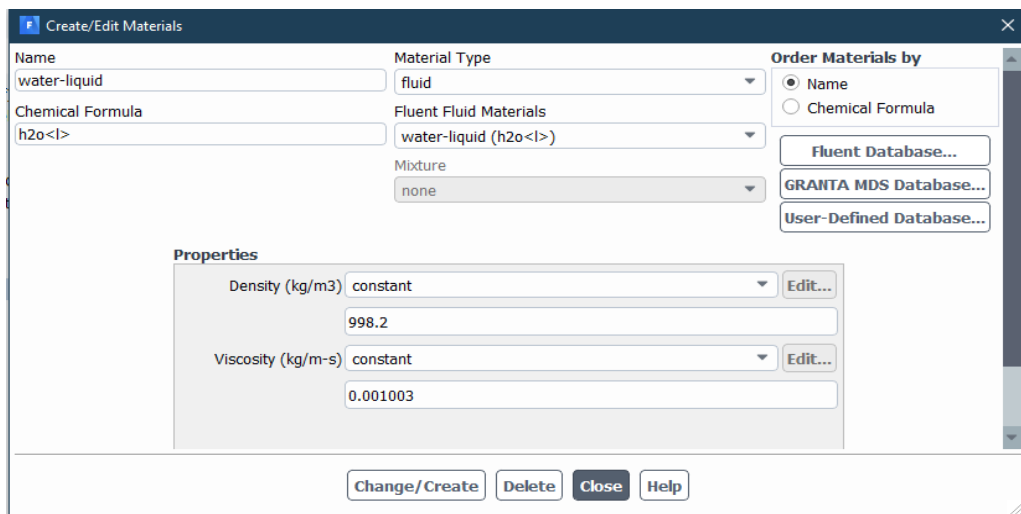 F Create/Edit Materials
Name
water-liquid
Chemical Formula
h2o<l>
Material Type
fluid
Fluent Fluid Materials
water-liquid (h2o<l>)
Mixture
none
Order Materials by
Name
Chemical Formula
Fluent Database...
GRANTA MDS Database...
User-Defined Database...
Properties
Density (kg/m3) constant Edit...
998.2
Viscosity (kg/m-s) constant Edit...
0.001003
Change/Create Delete Close Help